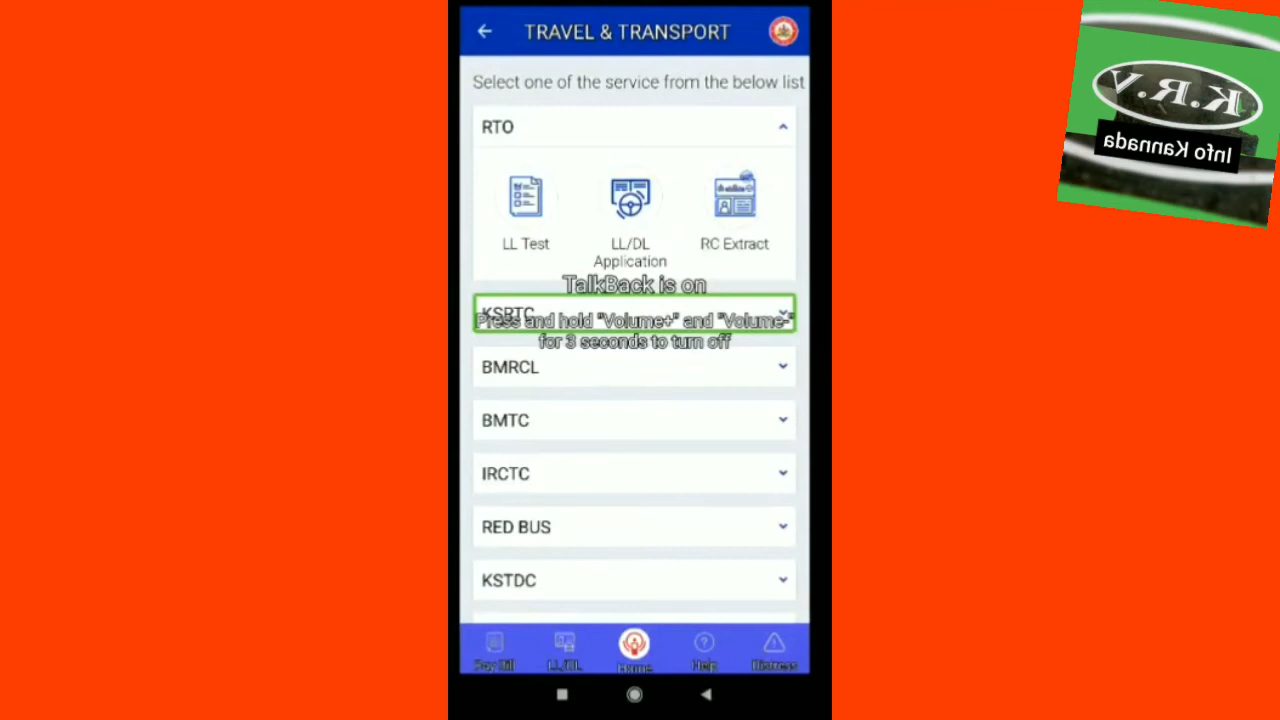 TRAVEL & TRANSPORT
Select one of the service from the below list
RTO
LL Test
LL/DL
Application
RC Extract
TalkBack is on
KSRTC
Press and hold "Volume+" and "Volume-"
for 3 seconds to turn off
BMRCL
BMTC
IRCTC
RED BUS
KSTDC
Pay Bill
LL/DL
Home
Help
Distress
K.R.V
Info Kannada